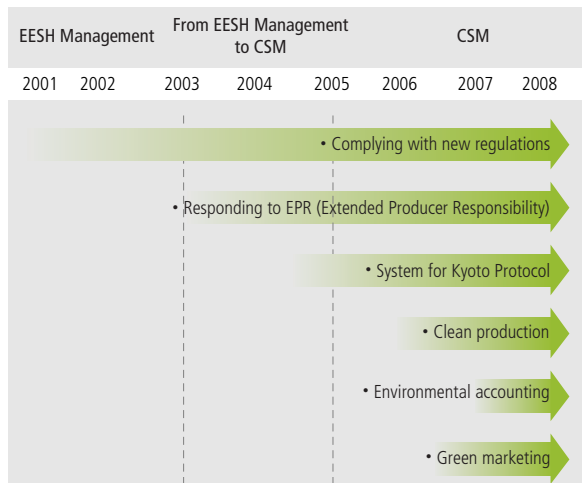 EESH Management
From EESH Management
to CSM
CSM
2001 2002 2003 2004 2005 2006 2007 2008
• Complying with new regulations
• Responding to EPR (Extended Producer Responsibility)
• System for Kyoto Protocol
• Clean production
• Environmental accounting
• Green marketing